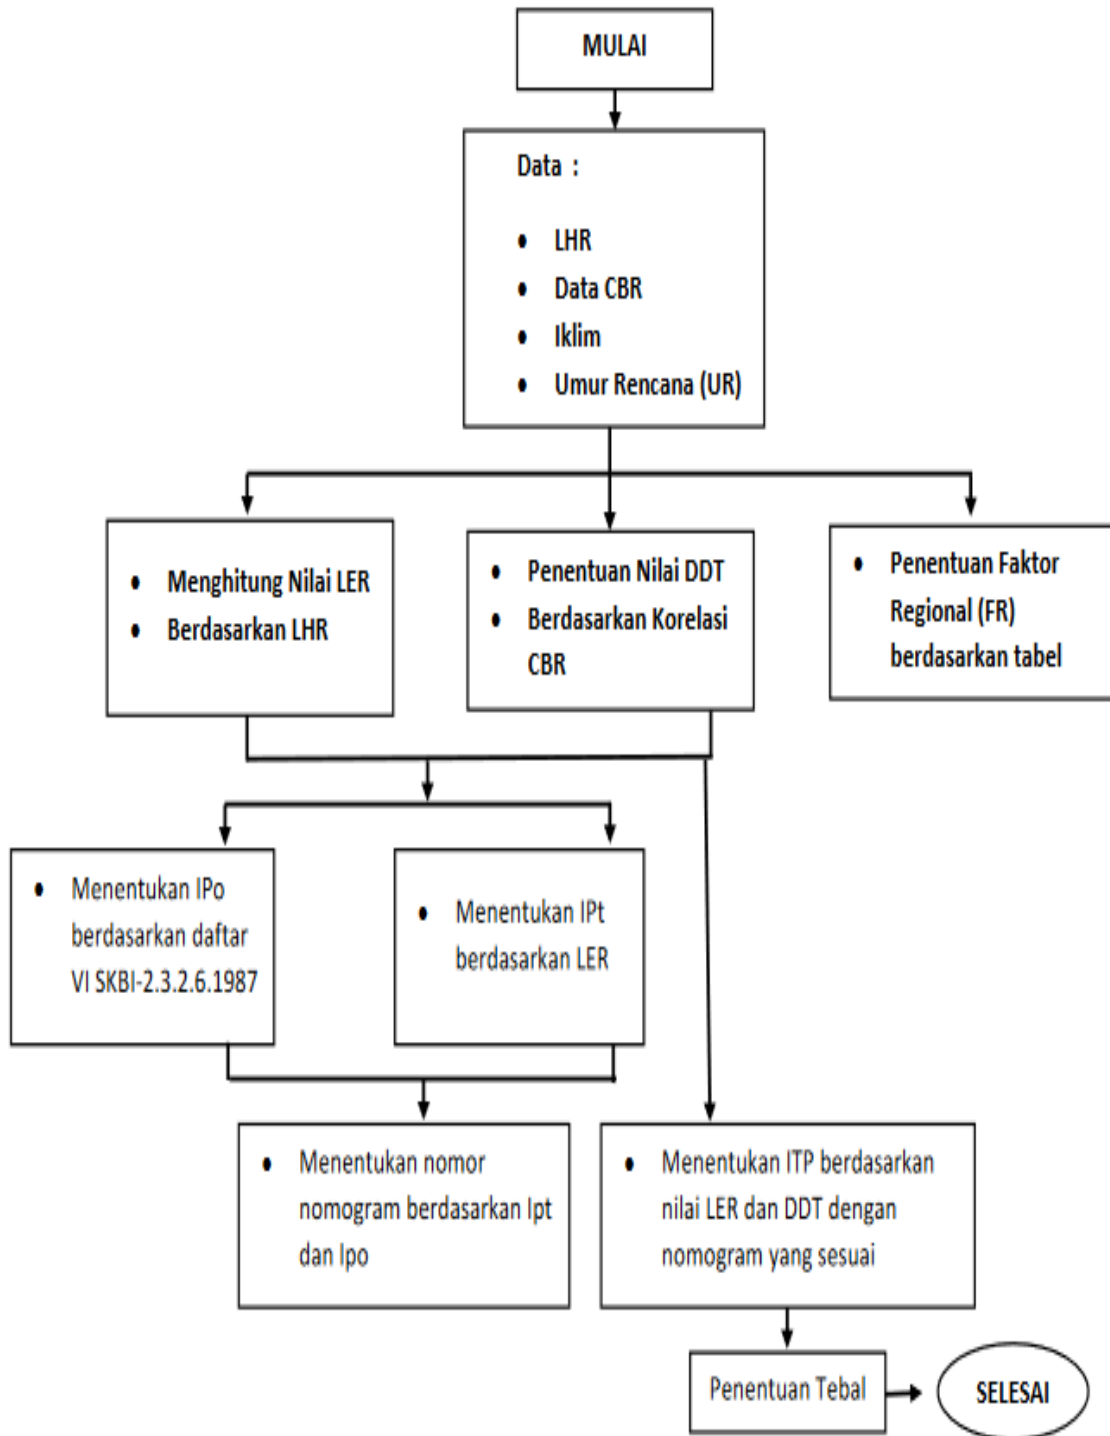 MULAI
Data :
• LHR
• Data CBR
• Iklim
• Umur Rencana (UR)
• Menghitung Nilai LER
• Berdasarkan LHR
• Penentuan Nilai DDT
• Berdasarkan Korelasi
CBR
• Penentuan Faktor
Regional (FR)
berdasarkan tabel
• Menentukan IPo
berdasarkan daftar
VI SKBI-2.3.2.6.1987
• Menentukan IPt
berdasarkan LER
• Menentukan nomor
nomogram berdasarkan Ipt
dan Ipo
• Menentukan ITP berdasarkan
nilai LER dan DDT dengan
nomogram yang sesuai
Penentuan Tebal
SELESAI